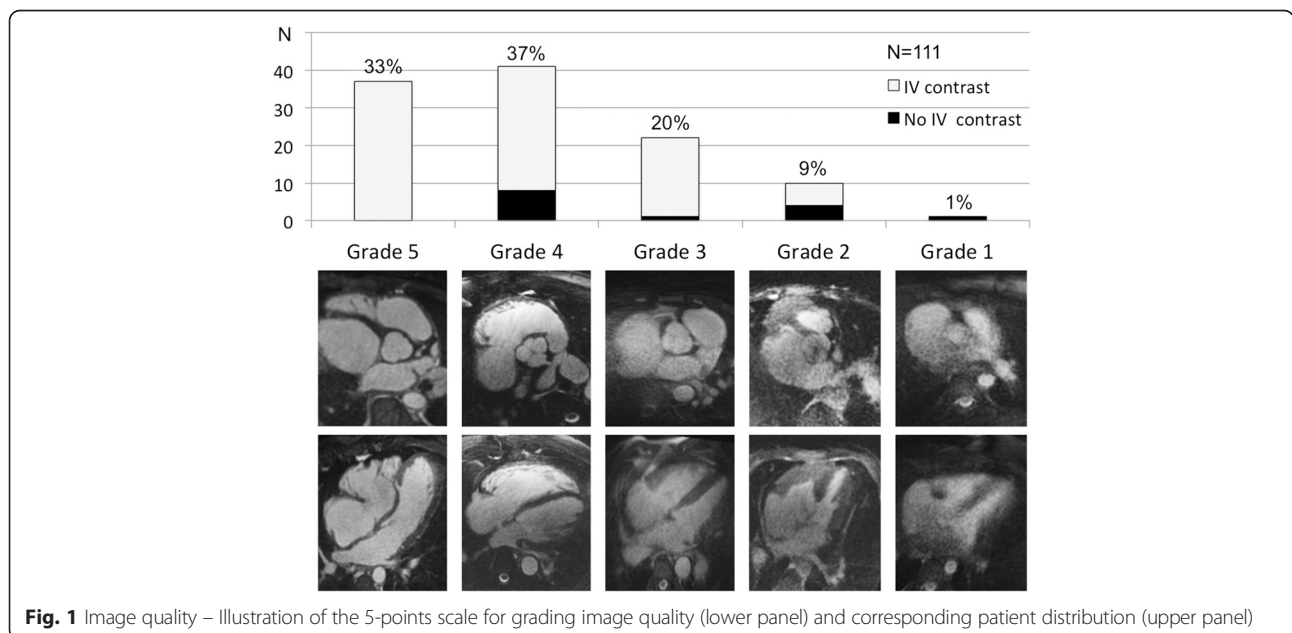 N
33%
37%
20%
9%
1%
N=111
IV contrast
No IV contrast
40
30
20
10
0
Grade 5 Grade 4 Grade 3 Grade 2 Grade 1
Fig. 1 Image quality – Illustration of the 5-points scale for grading image quality (lower panel) and corresponding patient distribution (upper panel)